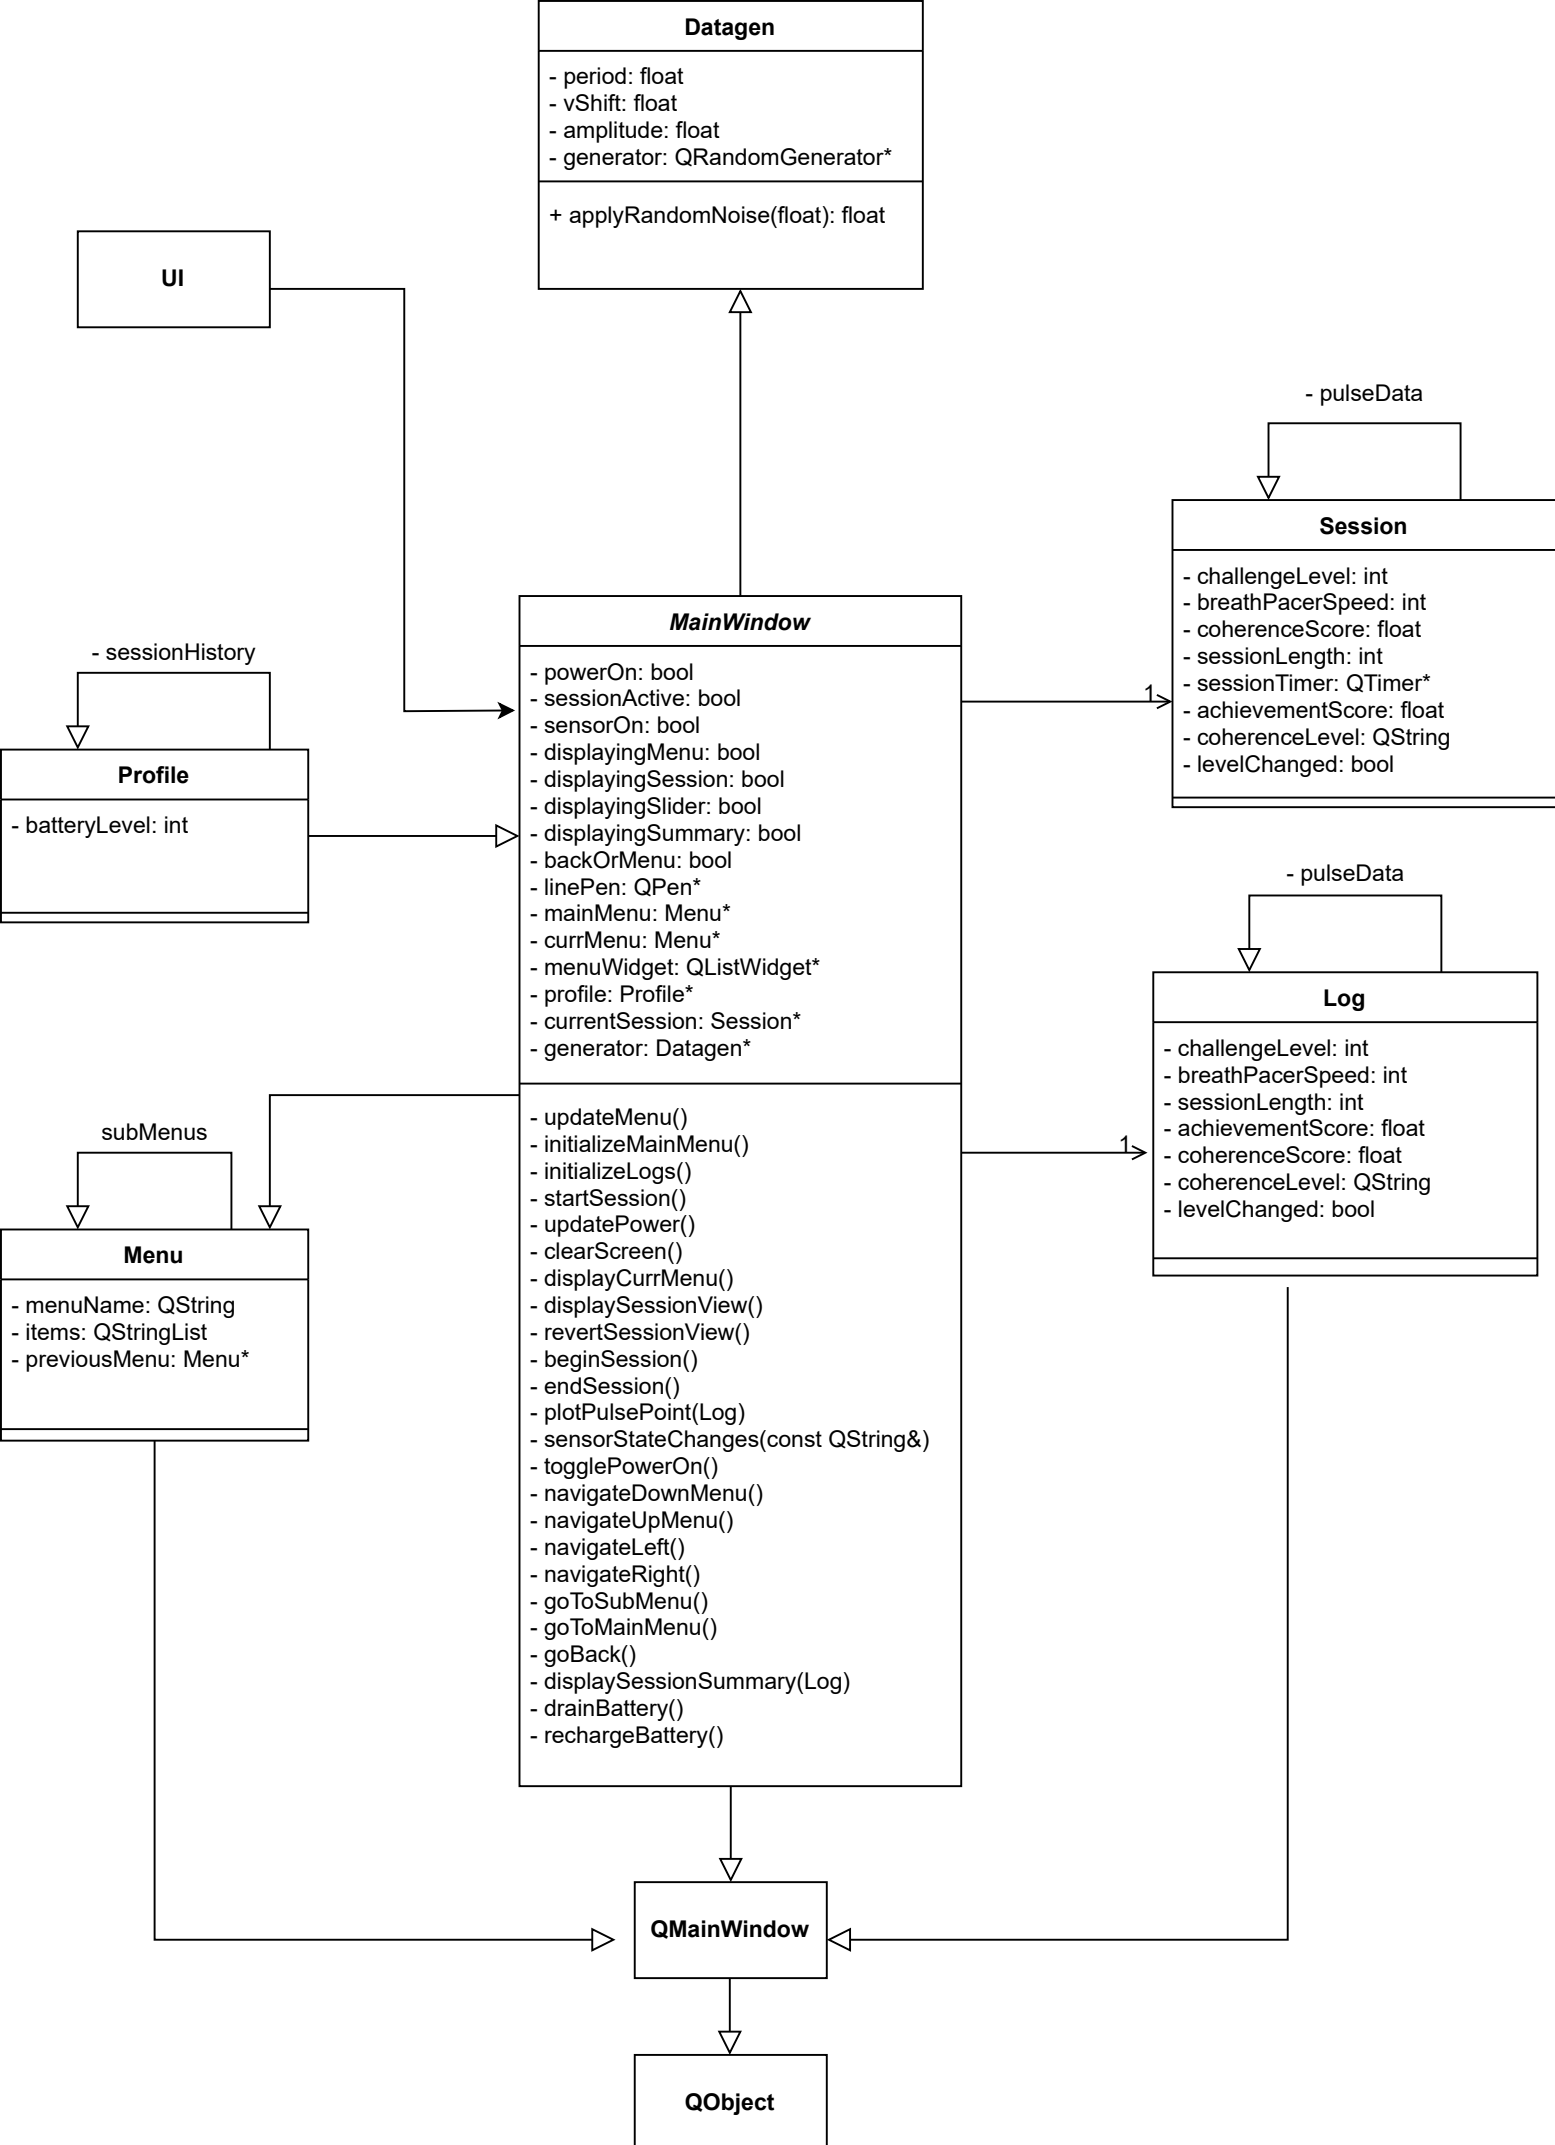 Datagen
- period: float
- vShift: float
- amplitude: float
- generator: QRandomGenerator*
+ applyRandomNoise(float): float
UI
- pulseData
Session
- challengeLevel: int
- breathPacerSpeed: int
- coherenceScore: float
- sessionLength: int
- sessionTimer: QTimer*
- achievementScore: float
- coherenceLevel: QString
- levelChanged: bool
- sessionHistory
Profile
- batteryLevel: int
MainWindow
- powerOn: bool
- sessionActive: bool
- sensorOn: bool
- displayingMenu: bool
- displayingSession: bool
- displayingSlider: bool
- displayingSummary: bool
- backOrMenu: bool
- linePen: QPen*
- mainMenu: Menu*
- currMenu: Menu*
- menuWidget: QListWidget*
- profile: Profile*
- currentSession: Session*
- generator: Datagen*
- updateMenu()
- initializeMainMenu()
- initializeLogs()
- startSession()
- updatePower()
- clearScreen()
- displayCurrMenu()
- displaySessionView()
- revertSessionView()
- beginSession()
- endSession()
- plotPulsePoint(Log)
- sensorStateChanges(const QString&)
- togglePowerOn()
- navigateDownMenu()
- navigateUpMenu()
- navigateLeft()
- navigateRight()
- goToSubMenu()
- goToMainMenu()
- goBack()
- displaySessionSummary(Log)
- drainBattery()
- rechargeBattery()
1
- pulseData
Log
- challengeLevel: int
- breathPacerSpeed: int
- sessionLength: int
- achievementScore: float
- coherenceScore: float
- coherenceLevel: QString
- levelChanged: bool
1
subMenus
Menu
- menuName: QString
- items: QStringList
- previousMenu: Menu*
QMainWindow
QObject